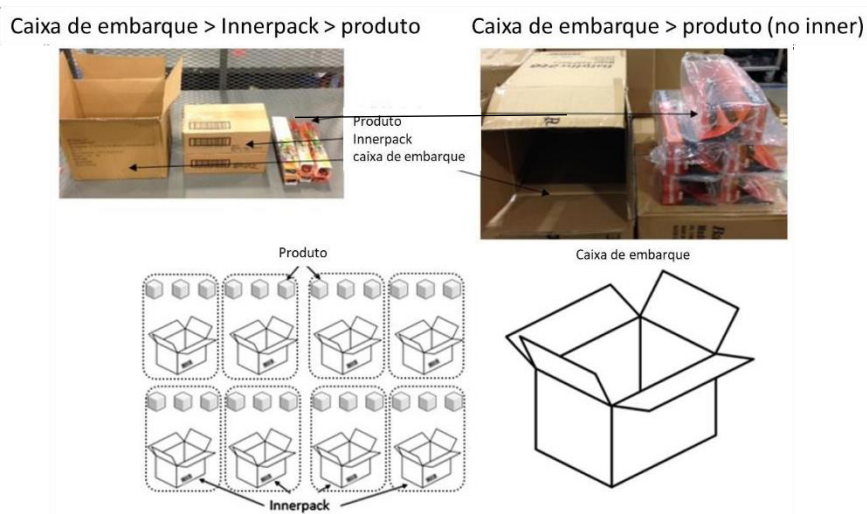 Caixa de embarque > Innerpack > produto
Caixa de embarque > produto (no inner)
Produto
Innerpack
caixa de embarque
Produto
Caixa de embarque
Innerpack